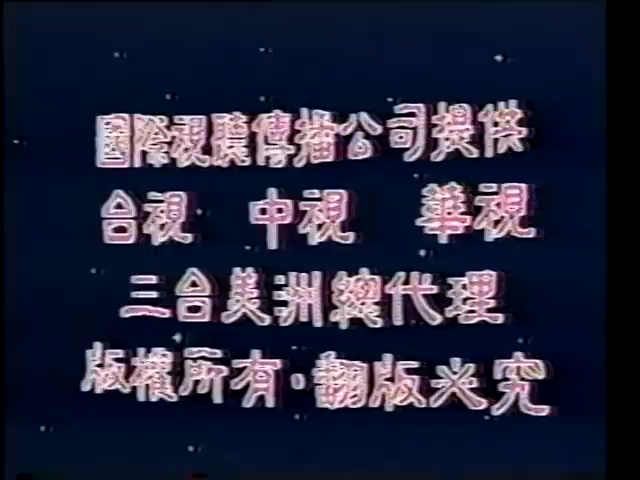 國際視聽傳播公司提供
台視 中視 華視
三台美洲總代理
版權所有·翻版必究